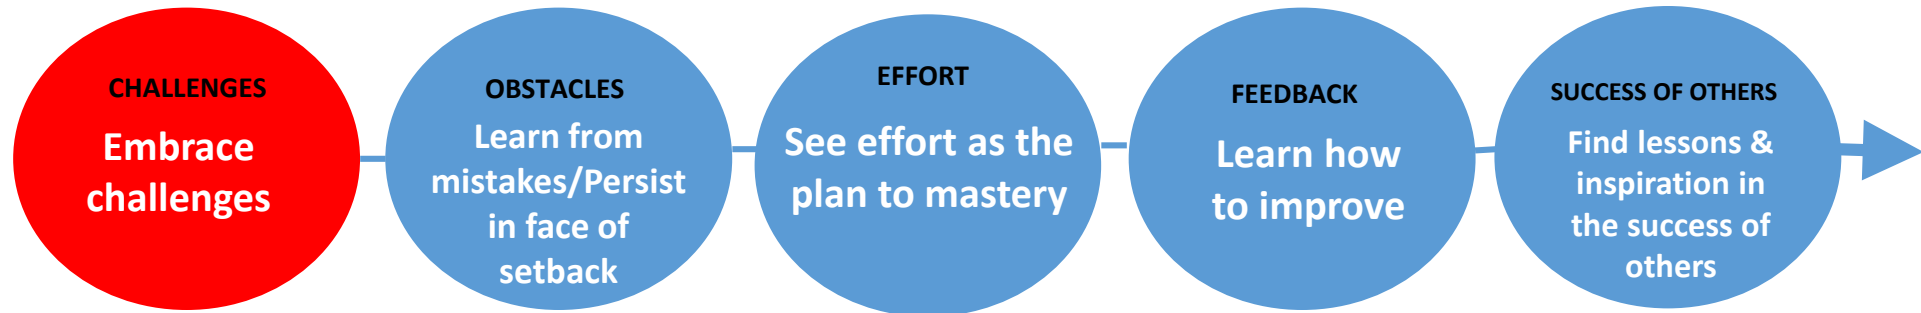 CHALLENGES
Embrace
challenges
OBSTACLES
Learn from
mistakes/Persist
in face of
setback
EFFORT
See effort as the
plan to mastery
FEEDBACK
Learn how
to improve
SUCCESS OF OTHERS
Find lessons &
inspiration in
the success of
others